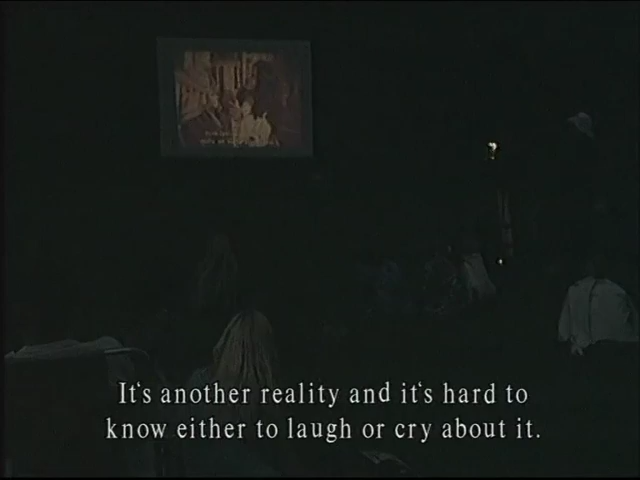 It's another reality and it's hard to
know either to laugh or cry about it.